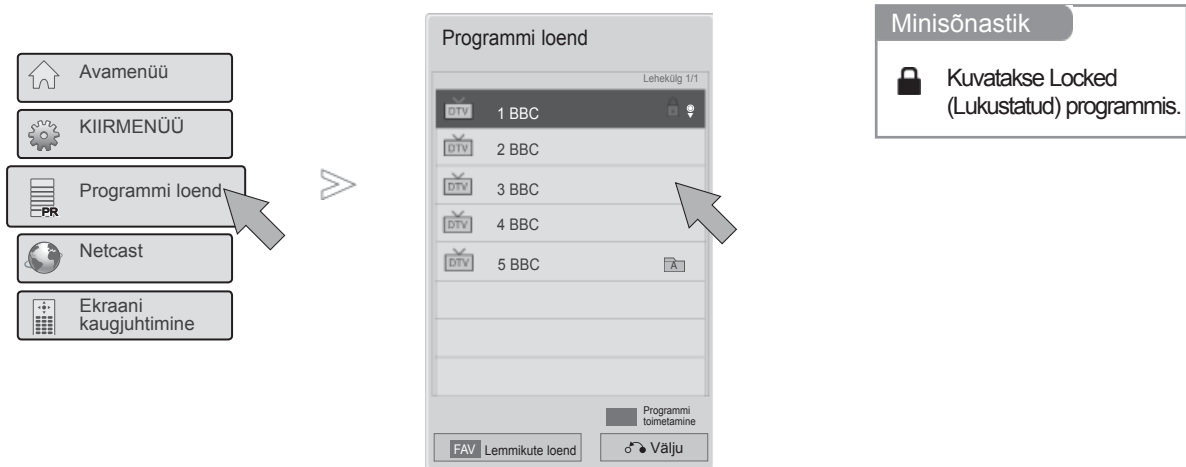 Avamenüü
KIIRMENÜÜ
PR
Programmi loend
Netcast
Ekraani
kaugjuhtimine
Programmi loend
Lehekülg 1/1
DTV 1 BBC
DTV 2 BBC
DTV 3 BBC
DTV 4 BBC
DTV 5 BBC A
Programmi
toimetamine
FAV Lemmikute loend
Välju
Minisõnastik
Kuvatakse Locked
(Lukustatud) programmis.